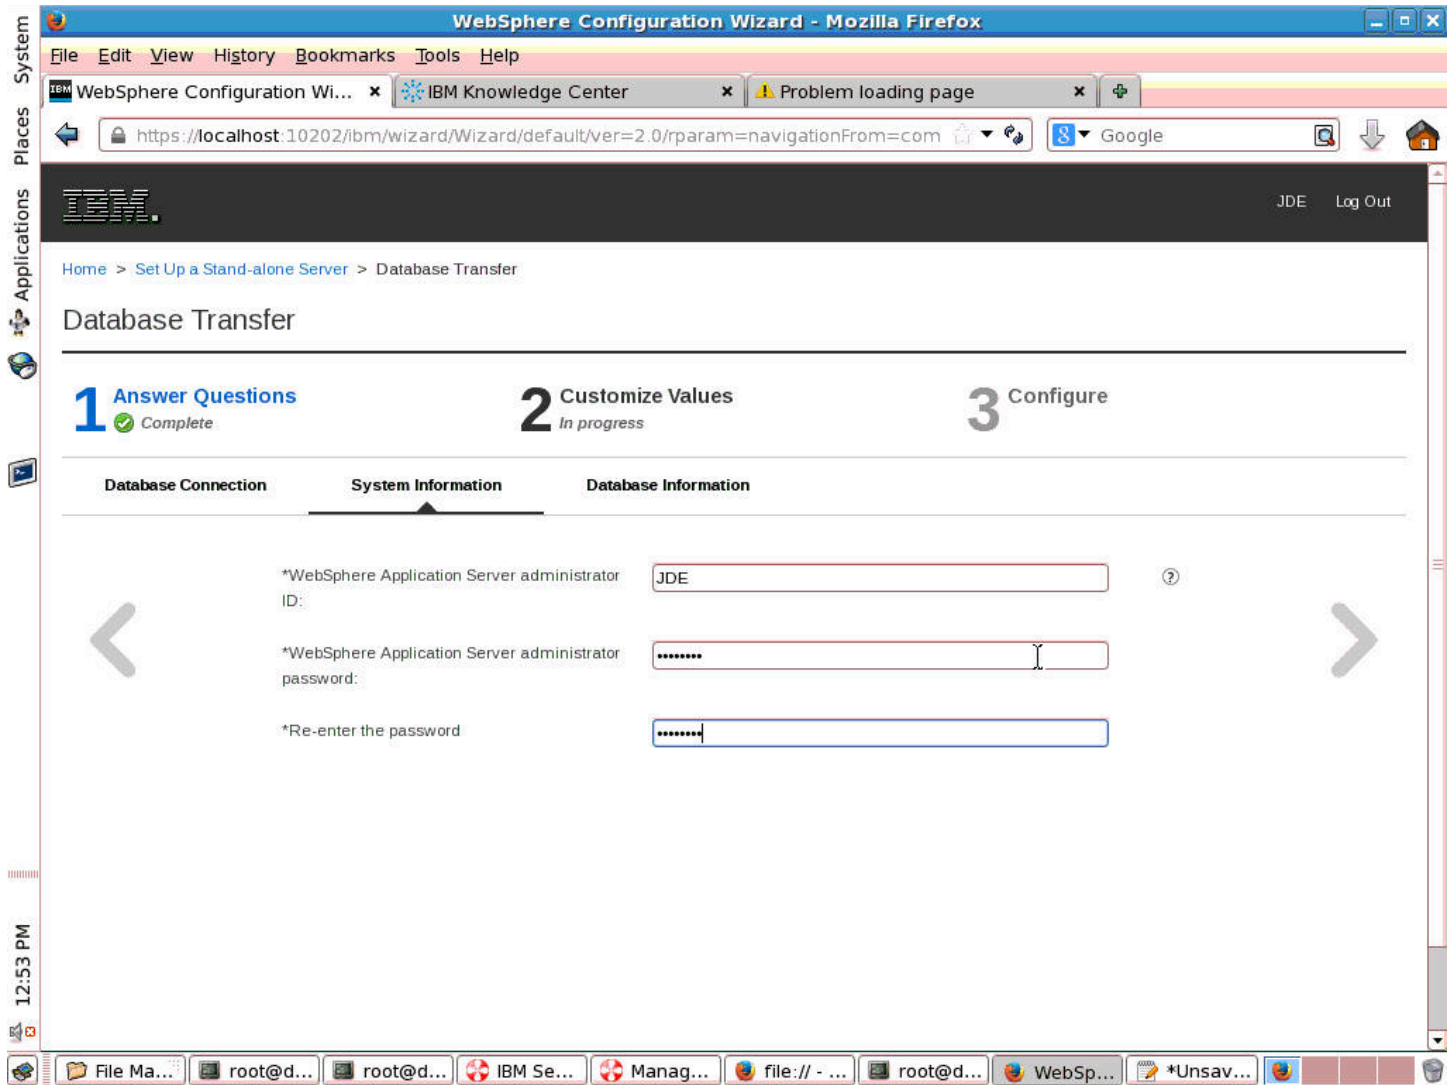 WebSphere Configuration Wizard - Mozilla Firefox
File Edit View History Bookmarks Tools Help
IBM WebSphere Configuration Wi... IBM Knowledge Center Problem loading page
https://localhost:10202/ibm/wizard/Wizard/default/ver=2.0/rparam=navigationFrom=com 8 Google
IBM. JDE Log Out
Home > Set Up a Stand-alone Server > Database Transfer
Database Transfer
1 Answer Questions 2 Customize Values 3 Configure
Complete In progress
Database Connection System Information Database Information
*WebSphere Application Server administrator ID: JDE ?
*WebSphere Application Server administrator password: ••••••••
*Re-enter the password ••••••••
System
Places
Applications
12:53 PM
File Ma... root@d... root@d... IBM Se... Manag... file:// - ... root@d... WebSp... *Unsav...